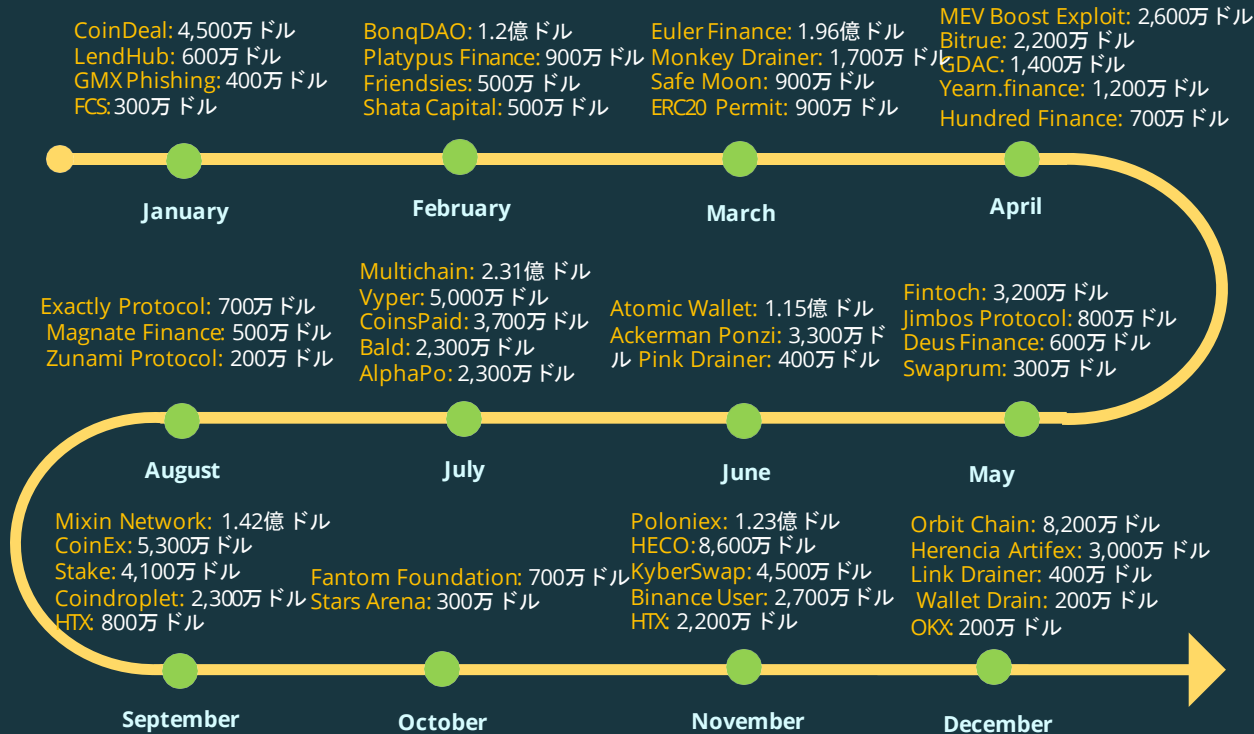 CoinDeal: 4,500万ドル
LendHub: 600万ドル
GMX Phishing: 400万ドル
FCS: 300万ドル
BonqDAO: 1.2億ドル
Platypus Finance: 900万ドル
Friendsies: 500万ドル
Shata Capital: 500万ドル
Euler Finance: 1.96億ドル
Monkey Drainer: 1,700万ドル
Safe Moon: 900万ドル
ERC20 Permit: 900万ドル
MEV Boost Exploit: 2,600万ドル
Bitrue: 2,200万ドル
GDAC: 1,400万ドル
Yearn.finance: 1,200万ドル
Hundred Finance: 700万ドル
January
February
March
April
Exactly Protocol: 700万ドル
Magnate Finance: 500万ドル
Zunami Protocol: 200万ドル
Multichain: 2.31億ドル
Vyper: 5,000万ドル
CoinsPaid: 3,700万ドル
Bald: 2,300万ドル
AlphaPo: 2,300万ドル
Atomic Wallet: 1.15億ドル
Ackerman Ponzi: 3,300万ド
ル Pink Drainer: 400万ドル
Fintoch: 3,200万ドル
Jimbos Protocol: 800万ドル
Deus Finance: 600万ドル
Swaprum: 300万ドル
August
July
June
May
Mixin Network: 1.42億ドル
CoinEx: 5,300万ドル
Stake: 4,100万ドル
Coindroplet: 2,300万ドル
HTX: 800万ドル
Fantom Foundation: 700万ドル
Stars Arena: 300万ドル
Poloniex: 1.23億ドル
HECO: 8,600万ドル
KyberSwap: 4,500万ドル
Binance User: 2,700万ドル
HTX: 2,200万ドル
Orbit Chain: 8,200万ドル
Herencia Artifex: 3,000万ドル
Link Drainer: 400万ドル
Wallet Drain: 200万ドル
OKX: 200万ドル
September
October
November
December